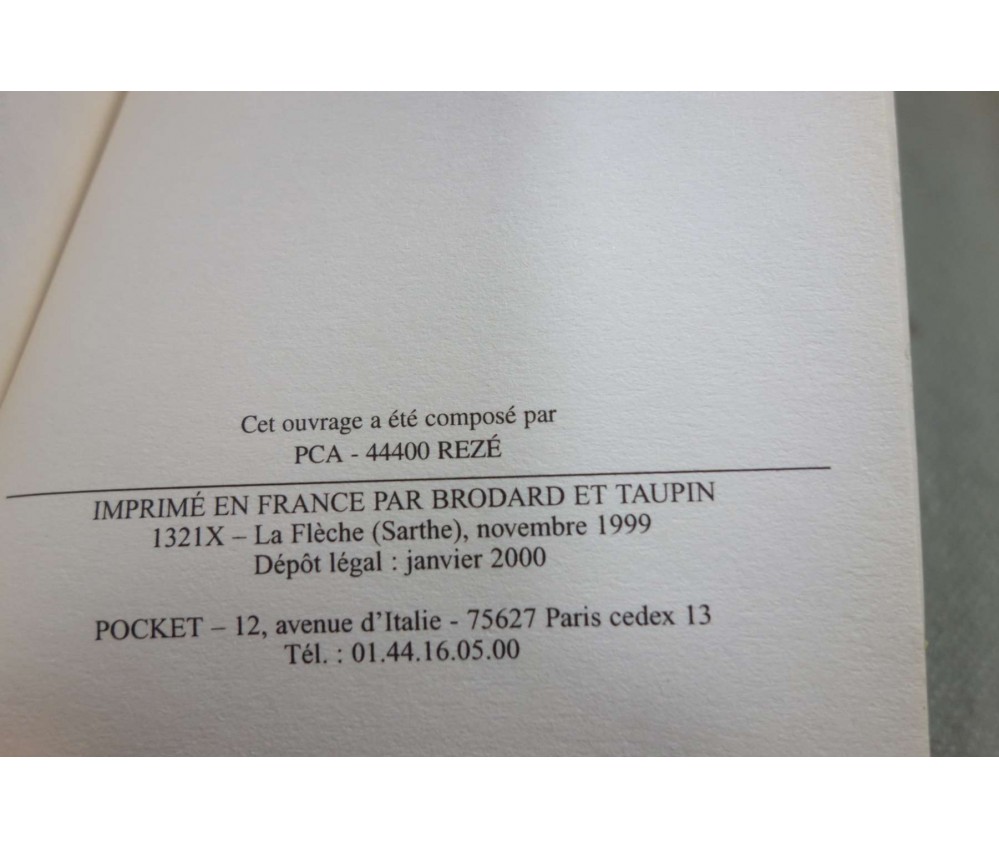 Cet ouvrage a été composé par
PCA - 44400 REZÉ
IMPRIMÉ EN FRANCE PAR BRODARD ET TAUPIN
1321X – La Flèche (Sarthe), novembre 1999
Dépôt légal : janvier 2000
POCKET – 12, avenue d'Italie - 75627 Paris cedex 13
Tél. : 01.44.16.05.00